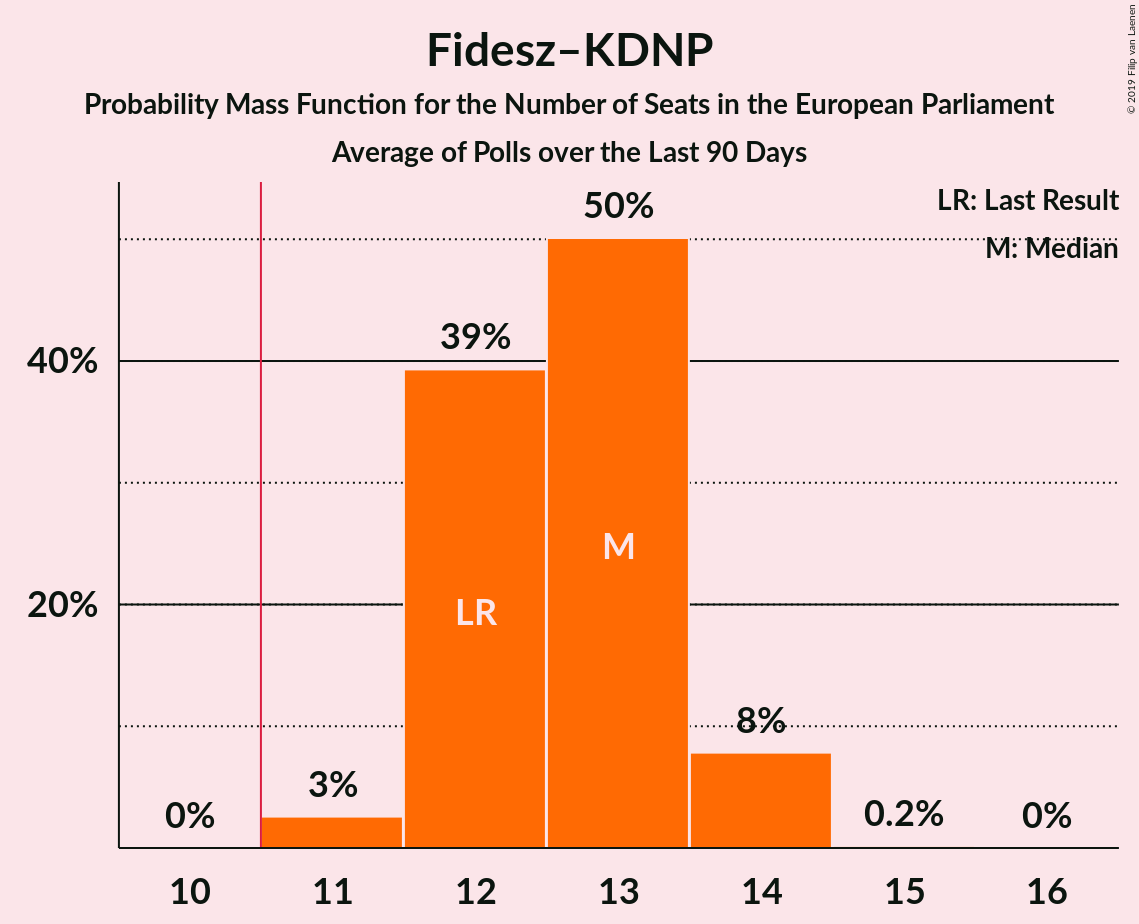 Fidesz–KDNP
Probability Mass Function for the Number of Seats in the European Parliament
Average of Polls over the Last 90 Days
© 2019 Filip van Laenen
LR: Last Result
M: Median
50%
39%
40%
20%
M
LR
8%
3%
0%
0.2%
0%
10 11 12 13 14 15 16